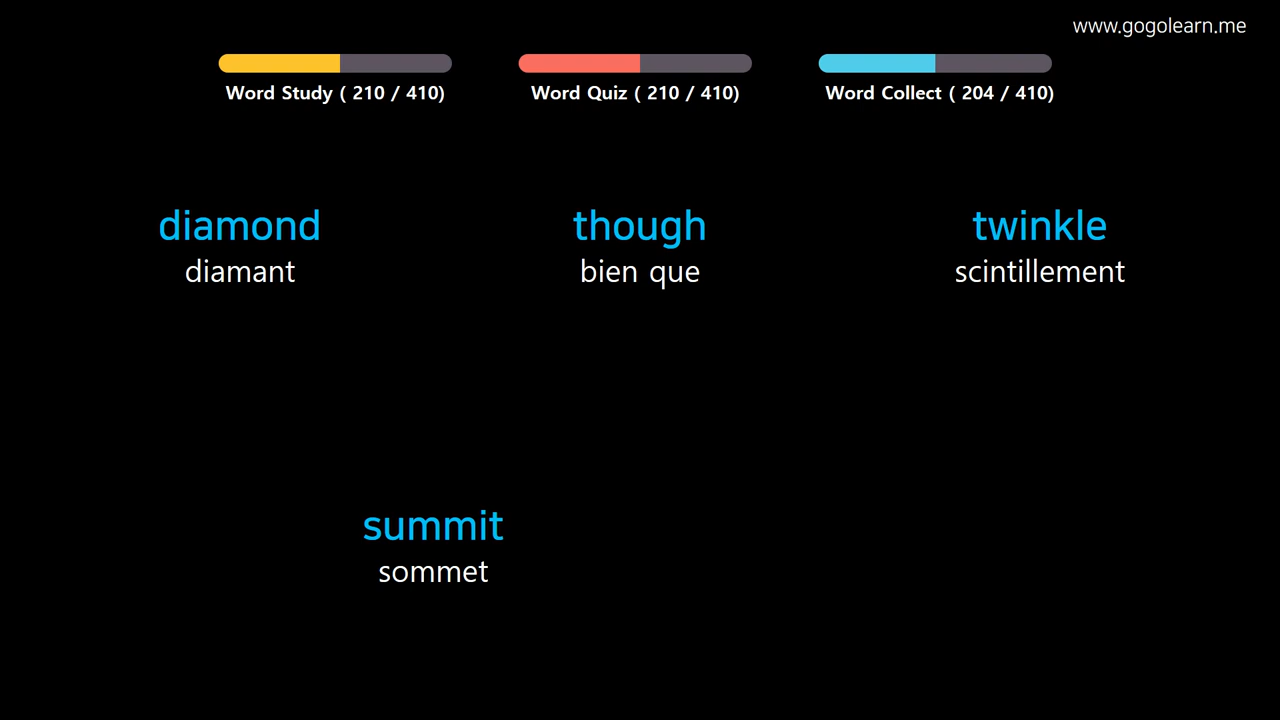 www.gogolearn.me
Word Study ( 210 / 410)
Word Quiz ( 210 / 410)
Word Collect ( 204 / 410)
diamond
diamant
though
bien que
twinkle
scintillement
summit
sommet